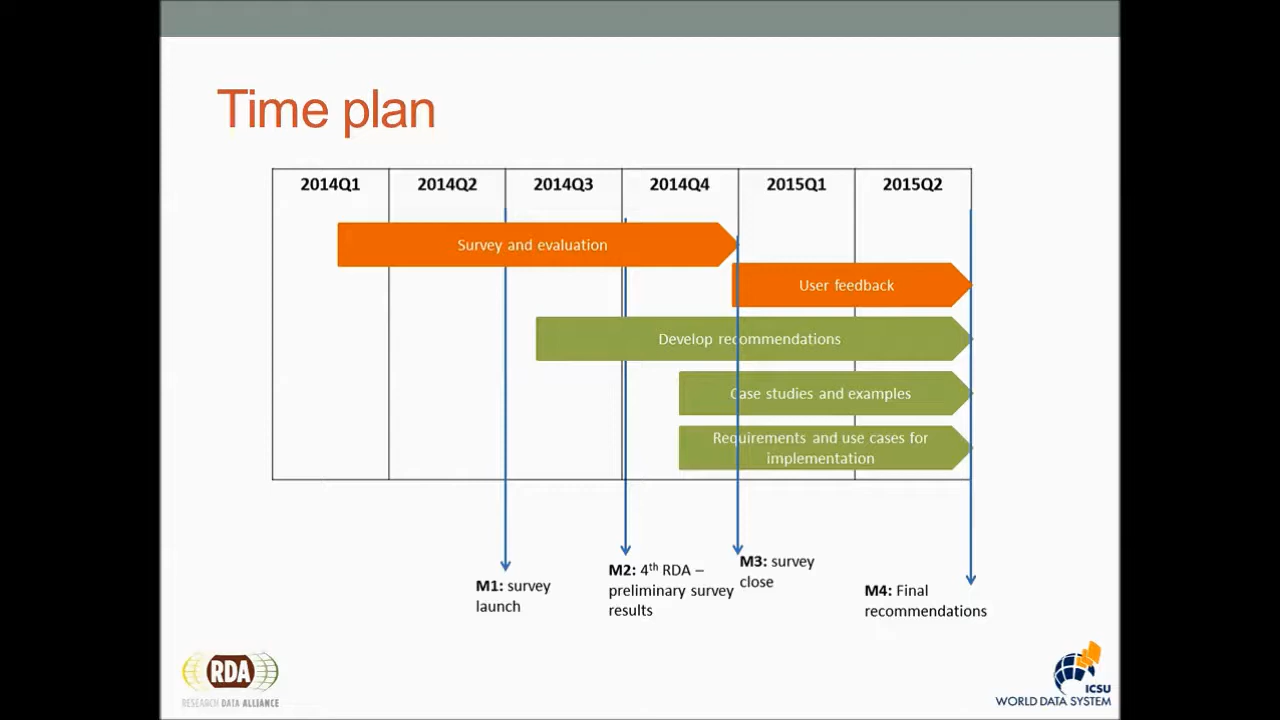 Time plan
2014Q1 2014Q2 2014Q3 2014Q4 2015Q1 2015Q2
Survey and evaluation
User feedback
Develop recommendations
Case studies and examples
Requirements and use cases for
implementation
M1: survey
launch
M2: 4th RDA –
preliminary survey
results
M3: survey
close
M4: Final
recommendations
RDA
RESEARCH DATA ALLIANCE
ICSU
WORLD DATA SYSTEM